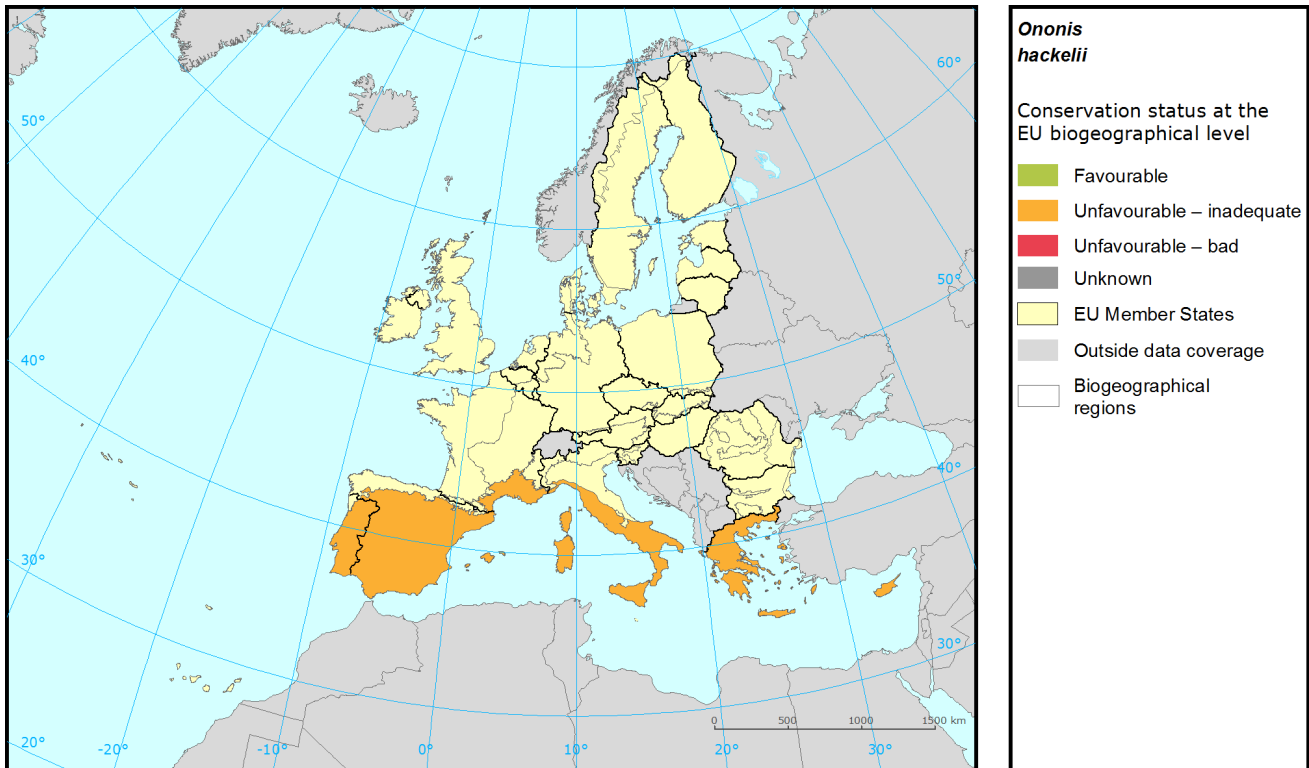 Ononis
hackelii
Conservation status at the
EU biogeographical level
Favourable
Unfavourable – inadequate
Unfavourable – bad
Unknown
EU Member States
Outside data coverage
Biogeographical
regions
60°
50°
50°
40°
40°
30°
30°
0 500 1000 1500 km
20° -20° -10° 0° 10° 20° 30°